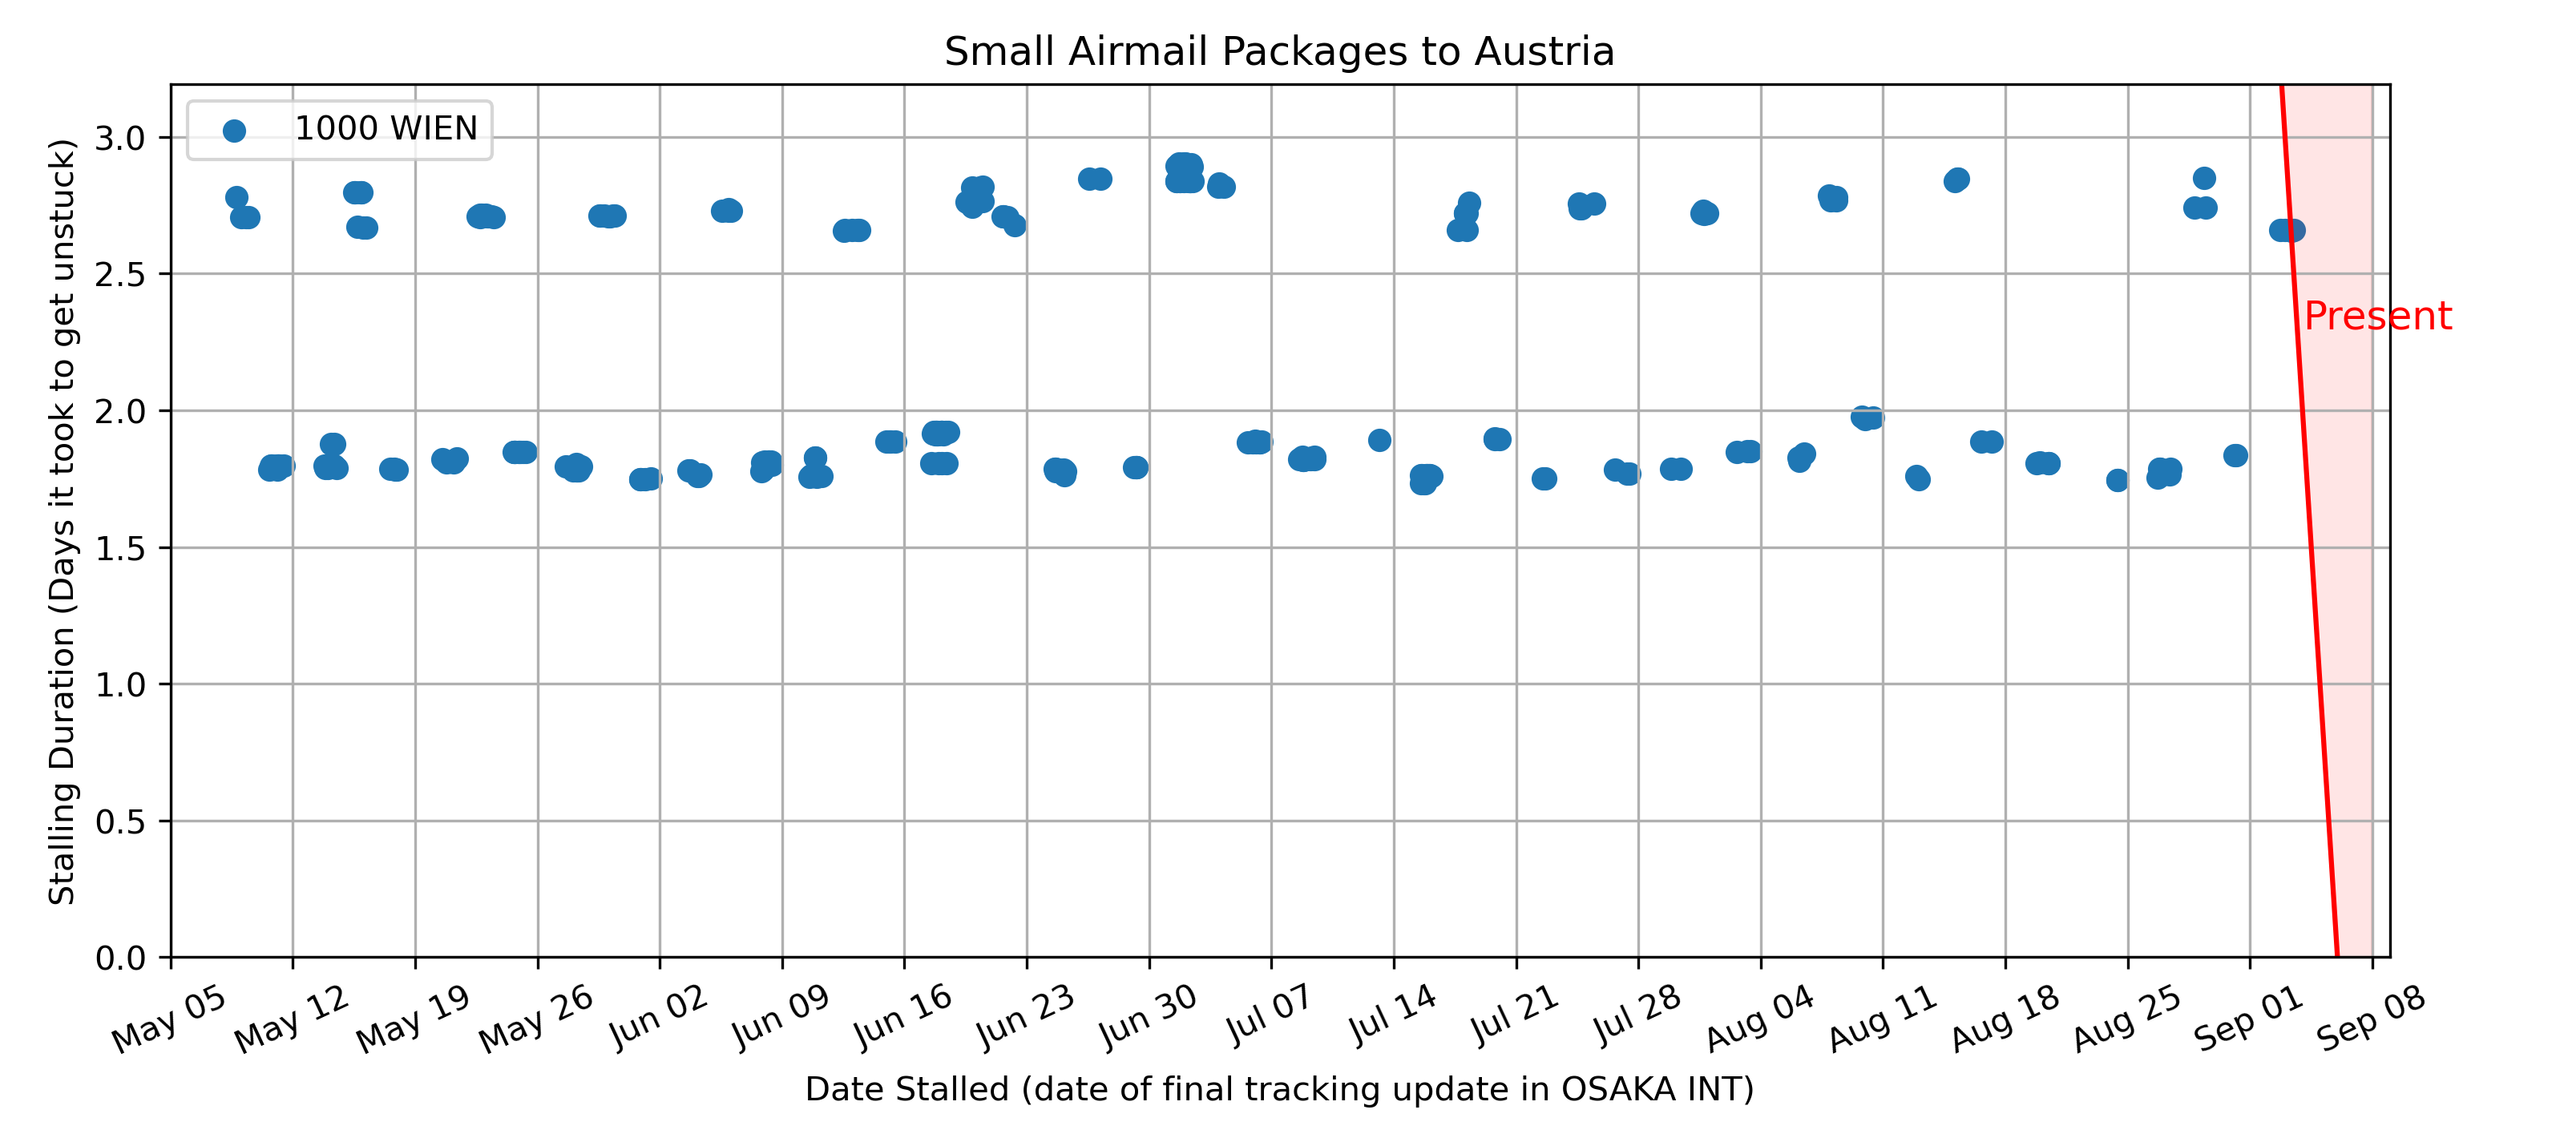 Small Airmail Packages to Austria
1000 WIEN
Stalling Duration (Days it took to get unstuck)
3.0
2.5
2.0
1.5
1.0
0.5
0.0
Present
May 05 May 12 May 19 May 26 Jun 02 Jun 09 Jun 16 Jun 23 Jun 30 Jul 07 Jul 14 Jul 21 Jul 28 Aug 04 Aug 11 Aug 18 Aug 25 Sep 01 Sep 08
Date Stalled (date of final tracking update in OSAKA INT)